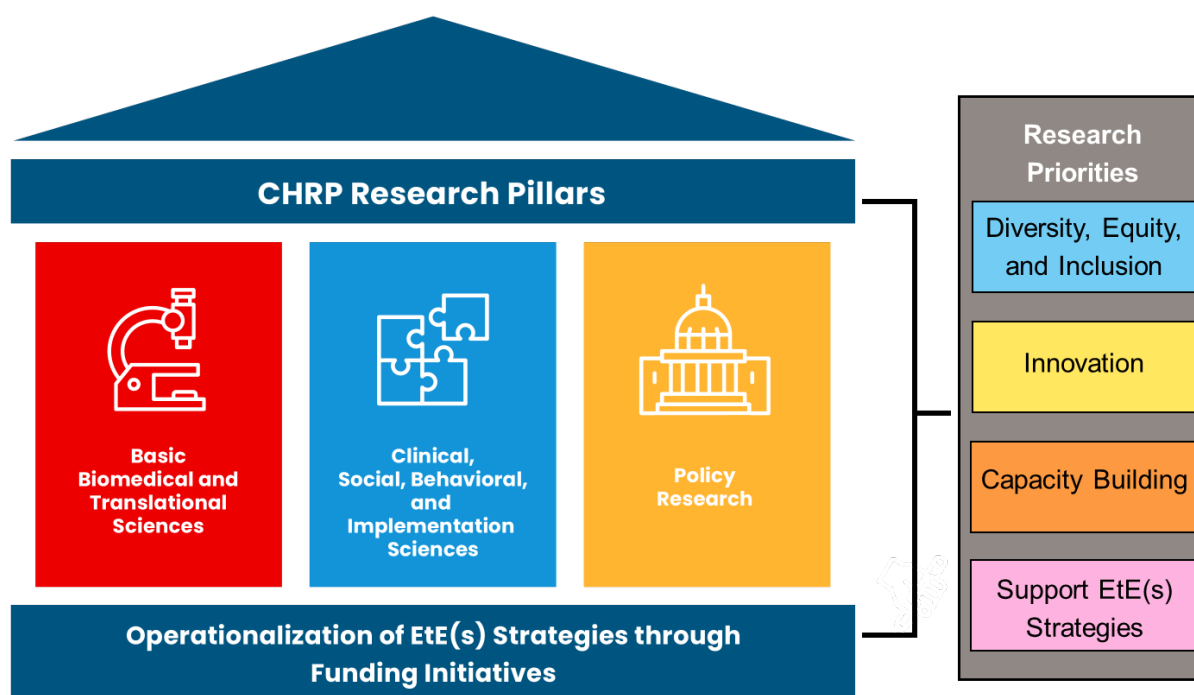 CHRP Research Pillars
Basic
Biomedical and
Translational
Sciences
Clinical,
Social, Behavioral,
and
Implementation
Sciences
Policy
Research
Operationalization of EtE(s) Strategies through
Funding Initiatives
Research
Priorities
Diversity, Equity,
and Inclusion
Innovation
Capacity Building
Support EtE(s)
Strategies